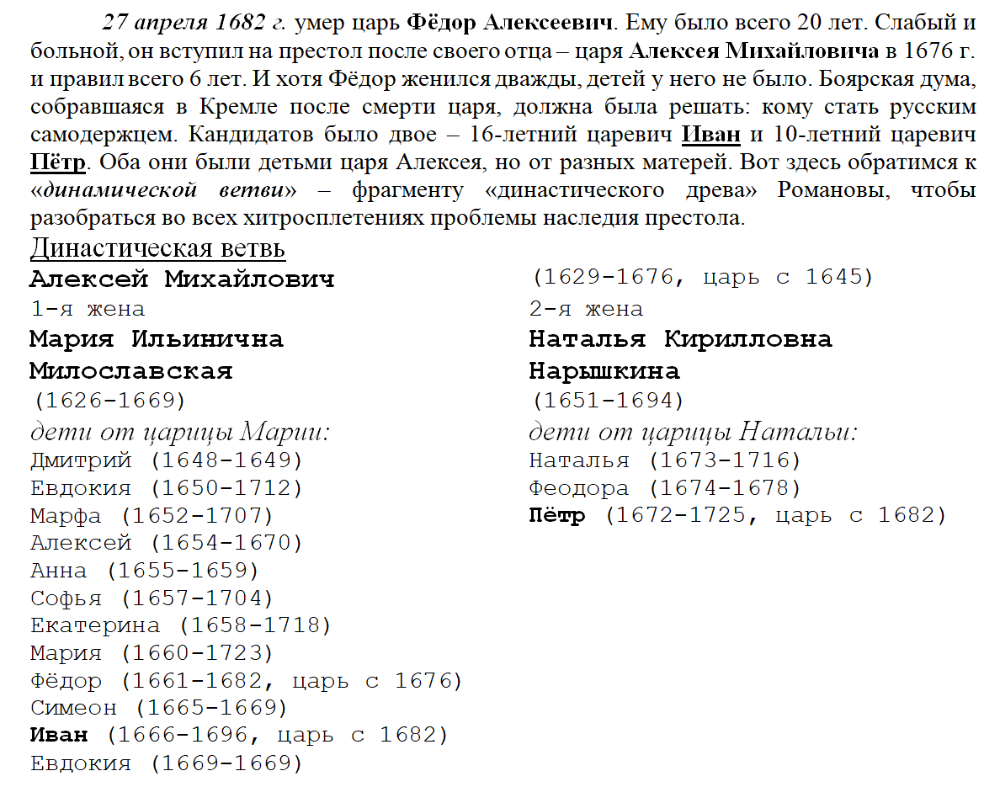 27 апреля 1682 г. умер царь Фёдор Алексеевич. Ему было всего 20 лет. Слабый и
больной, он вступил на престол после своего отца – царя Алексея Михайловича в 1676 г.
и правил всего 6 лет. И хотя Фёдор женился дважды, детей у него не было. Боярская дума,
собравшаяся в Кремле после смерти царя, должна была решать: кому стать русским
самодержцем. Кандидатов было двое – 16-летний царевич Иван и 10-летний царевич
Пётр. Оба они были детьми царя Алексея, но от разных матерей. Вот здесь обратимся к
«динамической ветви» – фрагменту «династического древа» Романовы, чтобы
разобраться во всех хитросплетениях проблемы наследия престола.
Династическая ветвь
Алексей Михайлович (1629-1676, царь с 1645)
1-я жена
Мария Ильинична
Милославская
(1626-1669)
дети от царицы Марии:
Дмитрий (1648-1649)
Евдокия (1650-1712)
Марфа (1652-1707)
Алексей (1654-1670)
Анна (1655-1659)
Софья (1657-1704)
Екатерина (1658-1718)
Мария (1660-1723)
Фёдор (1661-1682, царь с 1676)
Симеон (1665-1669)
Иван (1666-1696, царь с 1682)
Евдокия (1669-1669)
2-я жена
Наталья Кирилловна
Нарышкина
(1651-1694)
дети от царицы Натальи:
Наталья (1673-1716)
Феодора (1674-1678)
Пётр (1672-1725, царь с 1682)